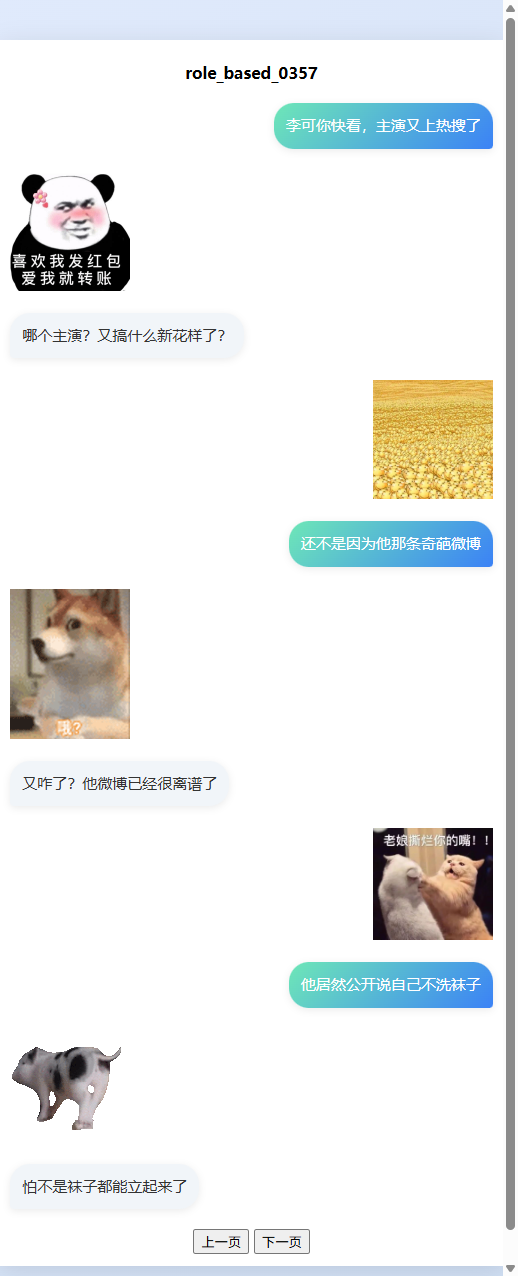 role_based_0357
李可你快看，主演又上热搜了
喜欢我发红包
爱我就转账
哪个主演？又搞什么新花样了？
还不是因为他那条奇葩微博
哦？
又咋了？他微博已经很离谱了
老娘撕烂你的嘴！！
他居然公开说自己不洗袜子
怕不是袜子都能立起来了
上一页 下一页